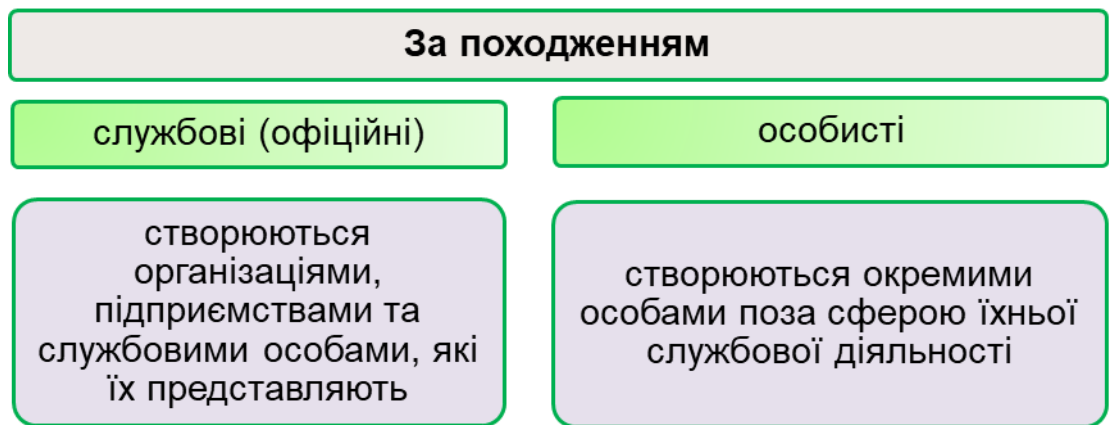 За походженням
службові (офіційні)
особисті
створюються
організаціями,
підприємствами та
службовими особами, які
їх представляють
створюються окремими
особами поза сферою їхньої
службової діяльності